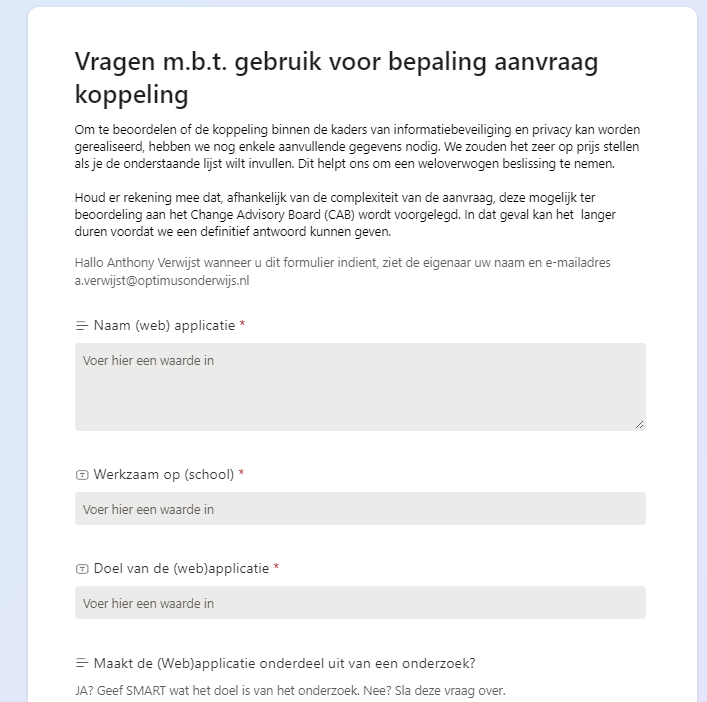 Vragen m.b.t. gebruik voor bepaling aanvraag
koppeling
Om te beoordelen of de koppeling binnen de kaders van informatiebeveiliging en privacy kan worden
gerealiseerd, hebben we nog enkele aanvullende gegevens nodig. We zouden het zeer op prijs stellen
als je de onderstaande lijst wilt invullen. Dit helpt ons om een weloverwogen beslissing te nemen.
Houd er rekening mee dat, afhankelijk van de complexiteit van de aanvraag, deze mogelijk ter
beoordeling aan het Change Advisory Board (CAB) wordt voorgelegd. In dat geval kan het  langer
duren voordat we een definitief antwoord kunnen geven.
Hallo Anthony Verwijst wanneer u dit formulier indient, ziet de eigenaar uw naam en e-mailadres
a.verwijst@optimusonderwijs.nl
Naam (web) applicatie *
Voer hier een waarde in
Werkzaam op (school) *
Voer hier een waarde in
Doel van de (web)applicatie *
Voer hier een waarde in
Maakt de (Web)applicatie onderdeel uit van een onderzoek?
JA? Geef SMART wat het doel is van het onderzoek. Nee? Sla deze vraag over.